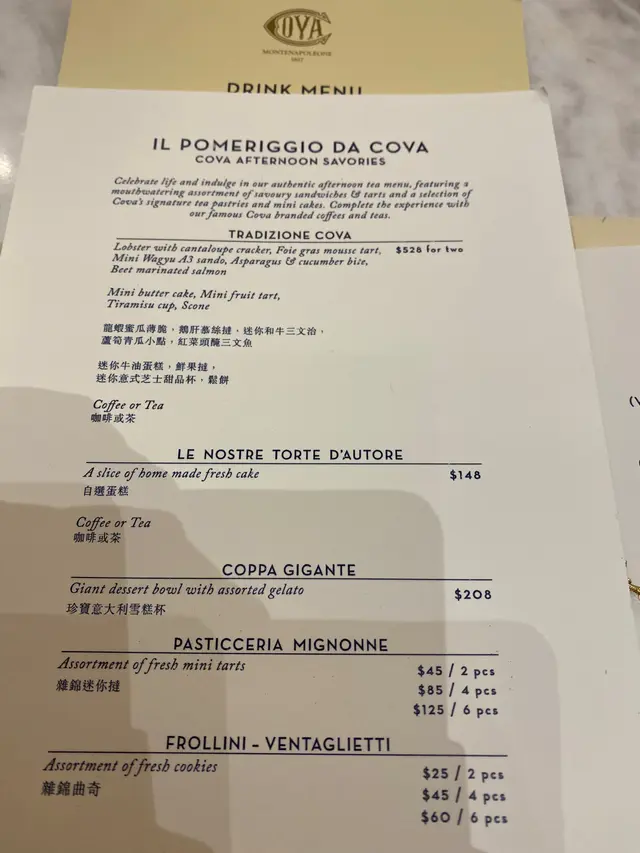 COVA
MONTENAPOLEONE
1817
DRINK MENU
IL POMERIGGIO DA COVA
COVA AFTERNOON SAVORIES
Celebrate life and indulge in our authentic afternoon tea menu, featuring a
mouthwatering assortment of savoury sandwiches & tarts and a selection of
Cova's signature tea pastries and mini cakes. Complete the experience with
our famous Cova branded coffees and teas.
TRADIZIONE COVA
Lobster with cantaloupe cracker, Foie gras mousse tart, $528 for two
Mini Wagyu A3 sando, Asparagus & cucumber bite,
Beet marinated salmon
Mini butter cake, Mini fruit tart,
Tiramisu cup, Scone
龍蝦蜜瓜薄脆，鵝肝慕絲撻，迷你和牛三文治，
蘆筍青瓜小點，紅菜頭醃三文魚
迷你牛油蛋糕，鮮果撻，
迷你意式芝士甜品杯，鬆餅
Coffee or Tea
咖啡或茶
LE NOSTRE TORTE D'AUTORE
A slice of home made fresh cake $148
自選蛋糕
Coffee or Tea
咖啡或茶
COPPA GIGANTE
Giant dessert bowl with assorted gelato $208
珍寶意大利雪糕杯
PASTICCERIA MIGNONNE
Assortment of fresh mini tarts $45 / 2 pcs
雜錦迷你撻 $85 / 4 pcs
$125 / 6 pcs
FROLLINI – VENTAGLIETTI
Assortment of fresh cookies $25 / 2 pcs
雜錦曲奇 $45 / 4 pcs
$60 / 6 pcs